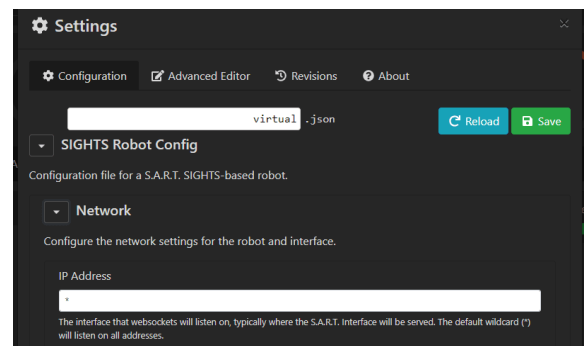 Settings
Configuration Advanced Editor Revisions About
virtual .json Reload Save
SIGHTS Robot Config
Configuration file for a S.A.R.T. SIGHTS-based robot.
Network
Configure the network settings for the robot and interface.
IP Address
*
The interface that websockets will listen on, typically where the S.A.R.T. Interface will be served. The default wildcard (*)
will listen on all addresses.